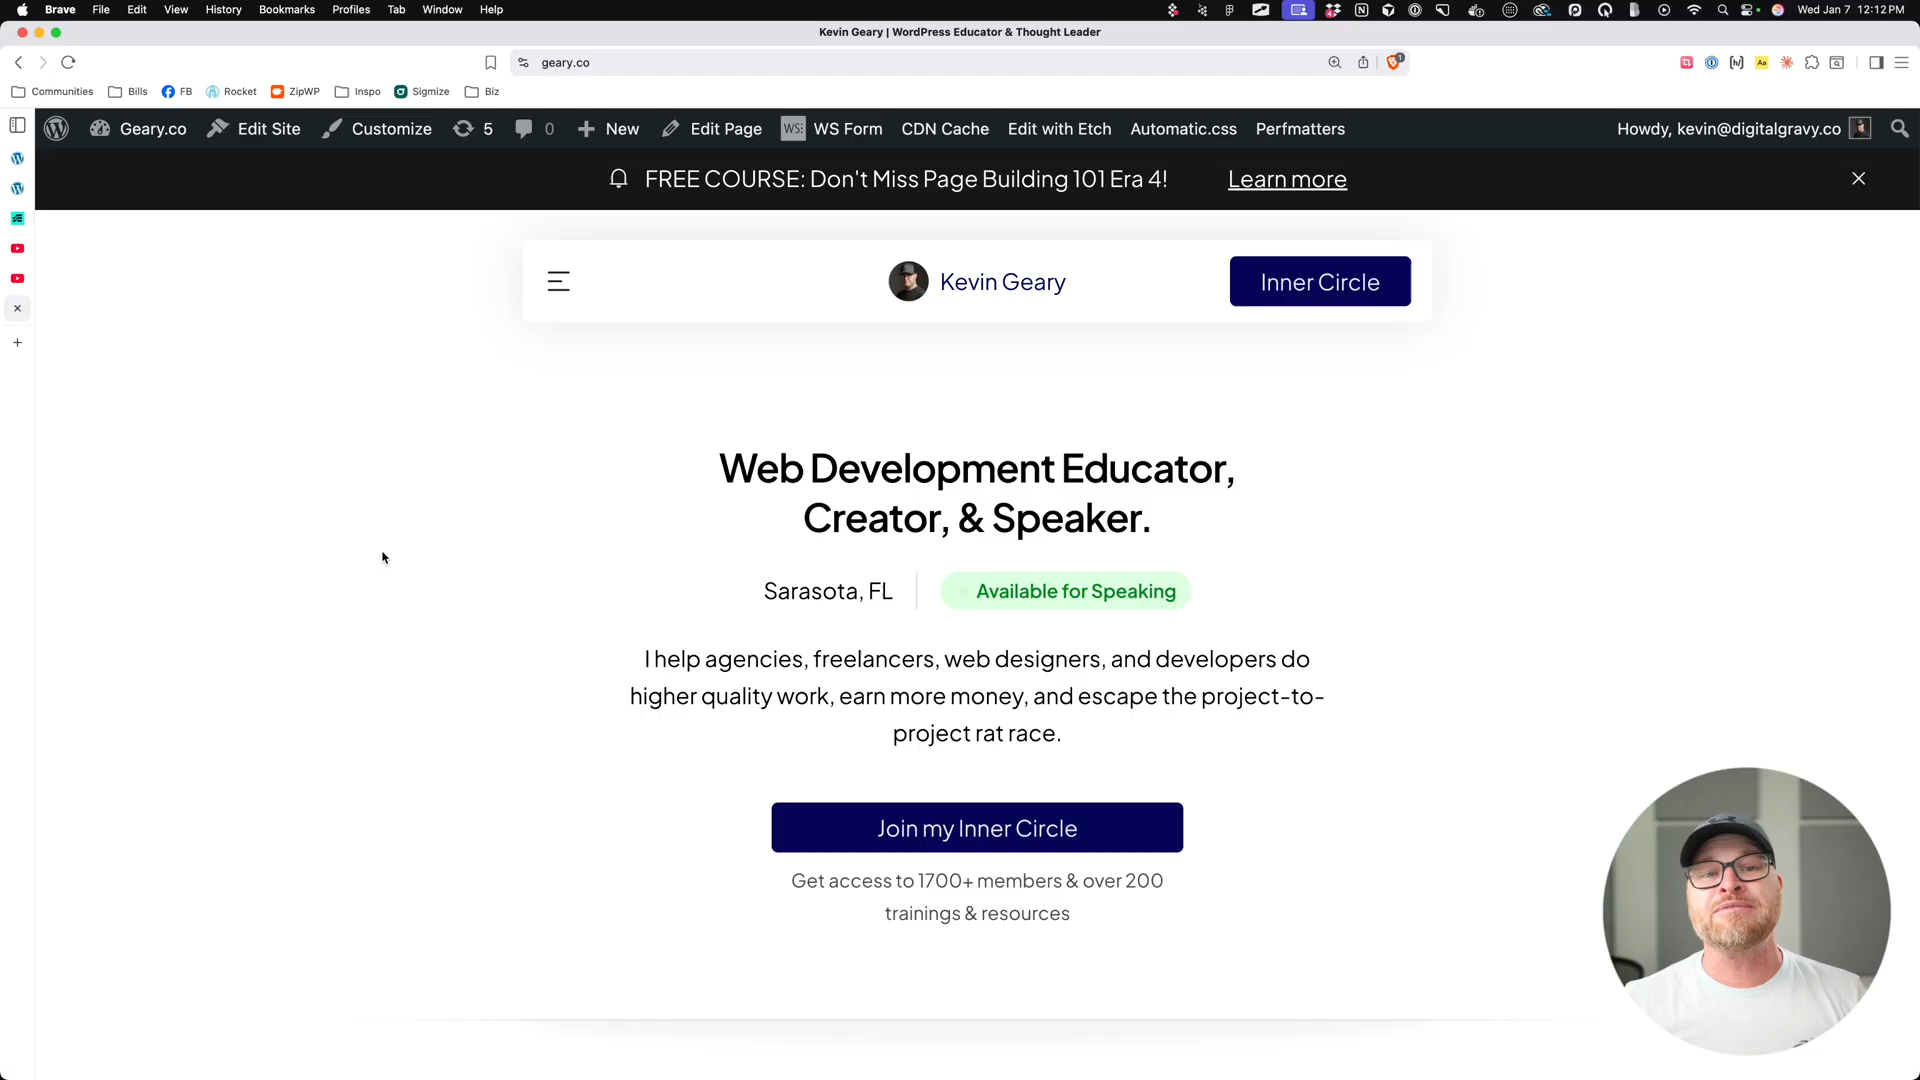 Brave File Edit View History Bookmarks Profiles Tab Window Help
Wed Jan 7 12:12 PM
Kevin Geary | WordPress Educator & Thought Leader
geary.co
1
Aa
Communities Bills FB Rocket ZipWP Inspo Sigmize Biz
Geary.co Edit Site Customize 5 0 New Edit Page WS WS Form CDN Cache Edit with Etch Automatic.css Perfmatters Howdy, kevin@digitalgravy.co
FREE COURSE: Don't Miss Page Building 101 Era 4! Learn more
Kevin Geary
Inner Circle
Web Development Educator,
Creator, & Speaker.
Sarasota, FL
Available for Speaking
I help agencies, freelancers, web designers, and developers do
higher quality work, earn more money, and escape the project-to-
project rat race.
Join my Inner Circle
Get access to 1700+ members & over 200
trainings & resources